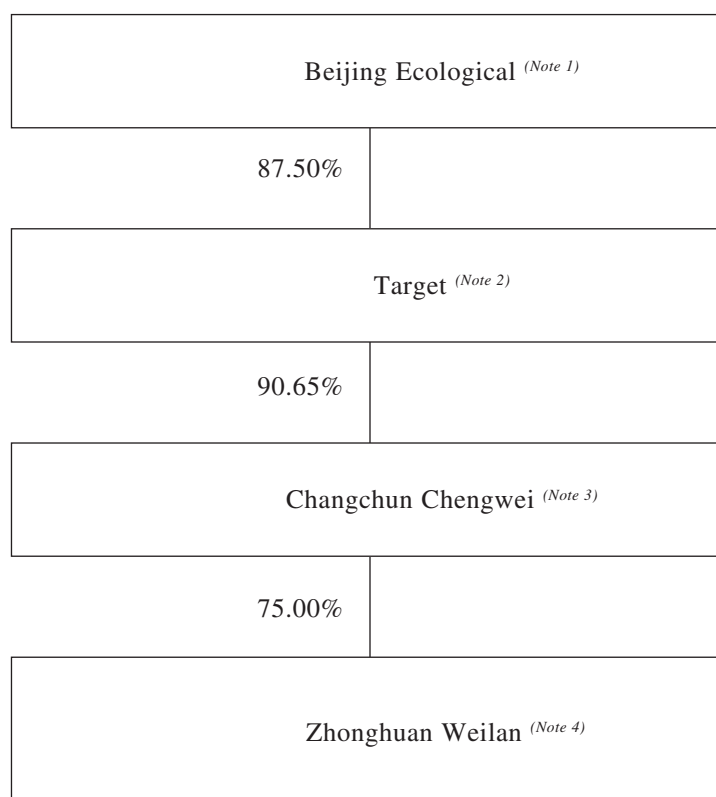 Beijing Ecological (Note 1)
87.50%
Target (Note 2)
90.65%
Changchun Chengwei (Note 3)
75.00%
Zhonghuan Weilan (Note 4)